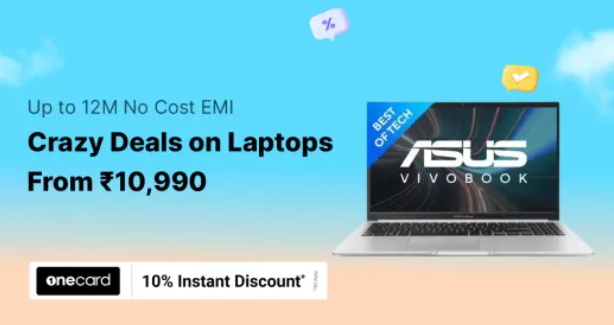 %
Up to 12M No Cost EMI
Crazy Deals on Laptops
From ₹10,990
BEST
OF TECH
ASUS
VIVOBOOK
onecard
10% Instant Discount*